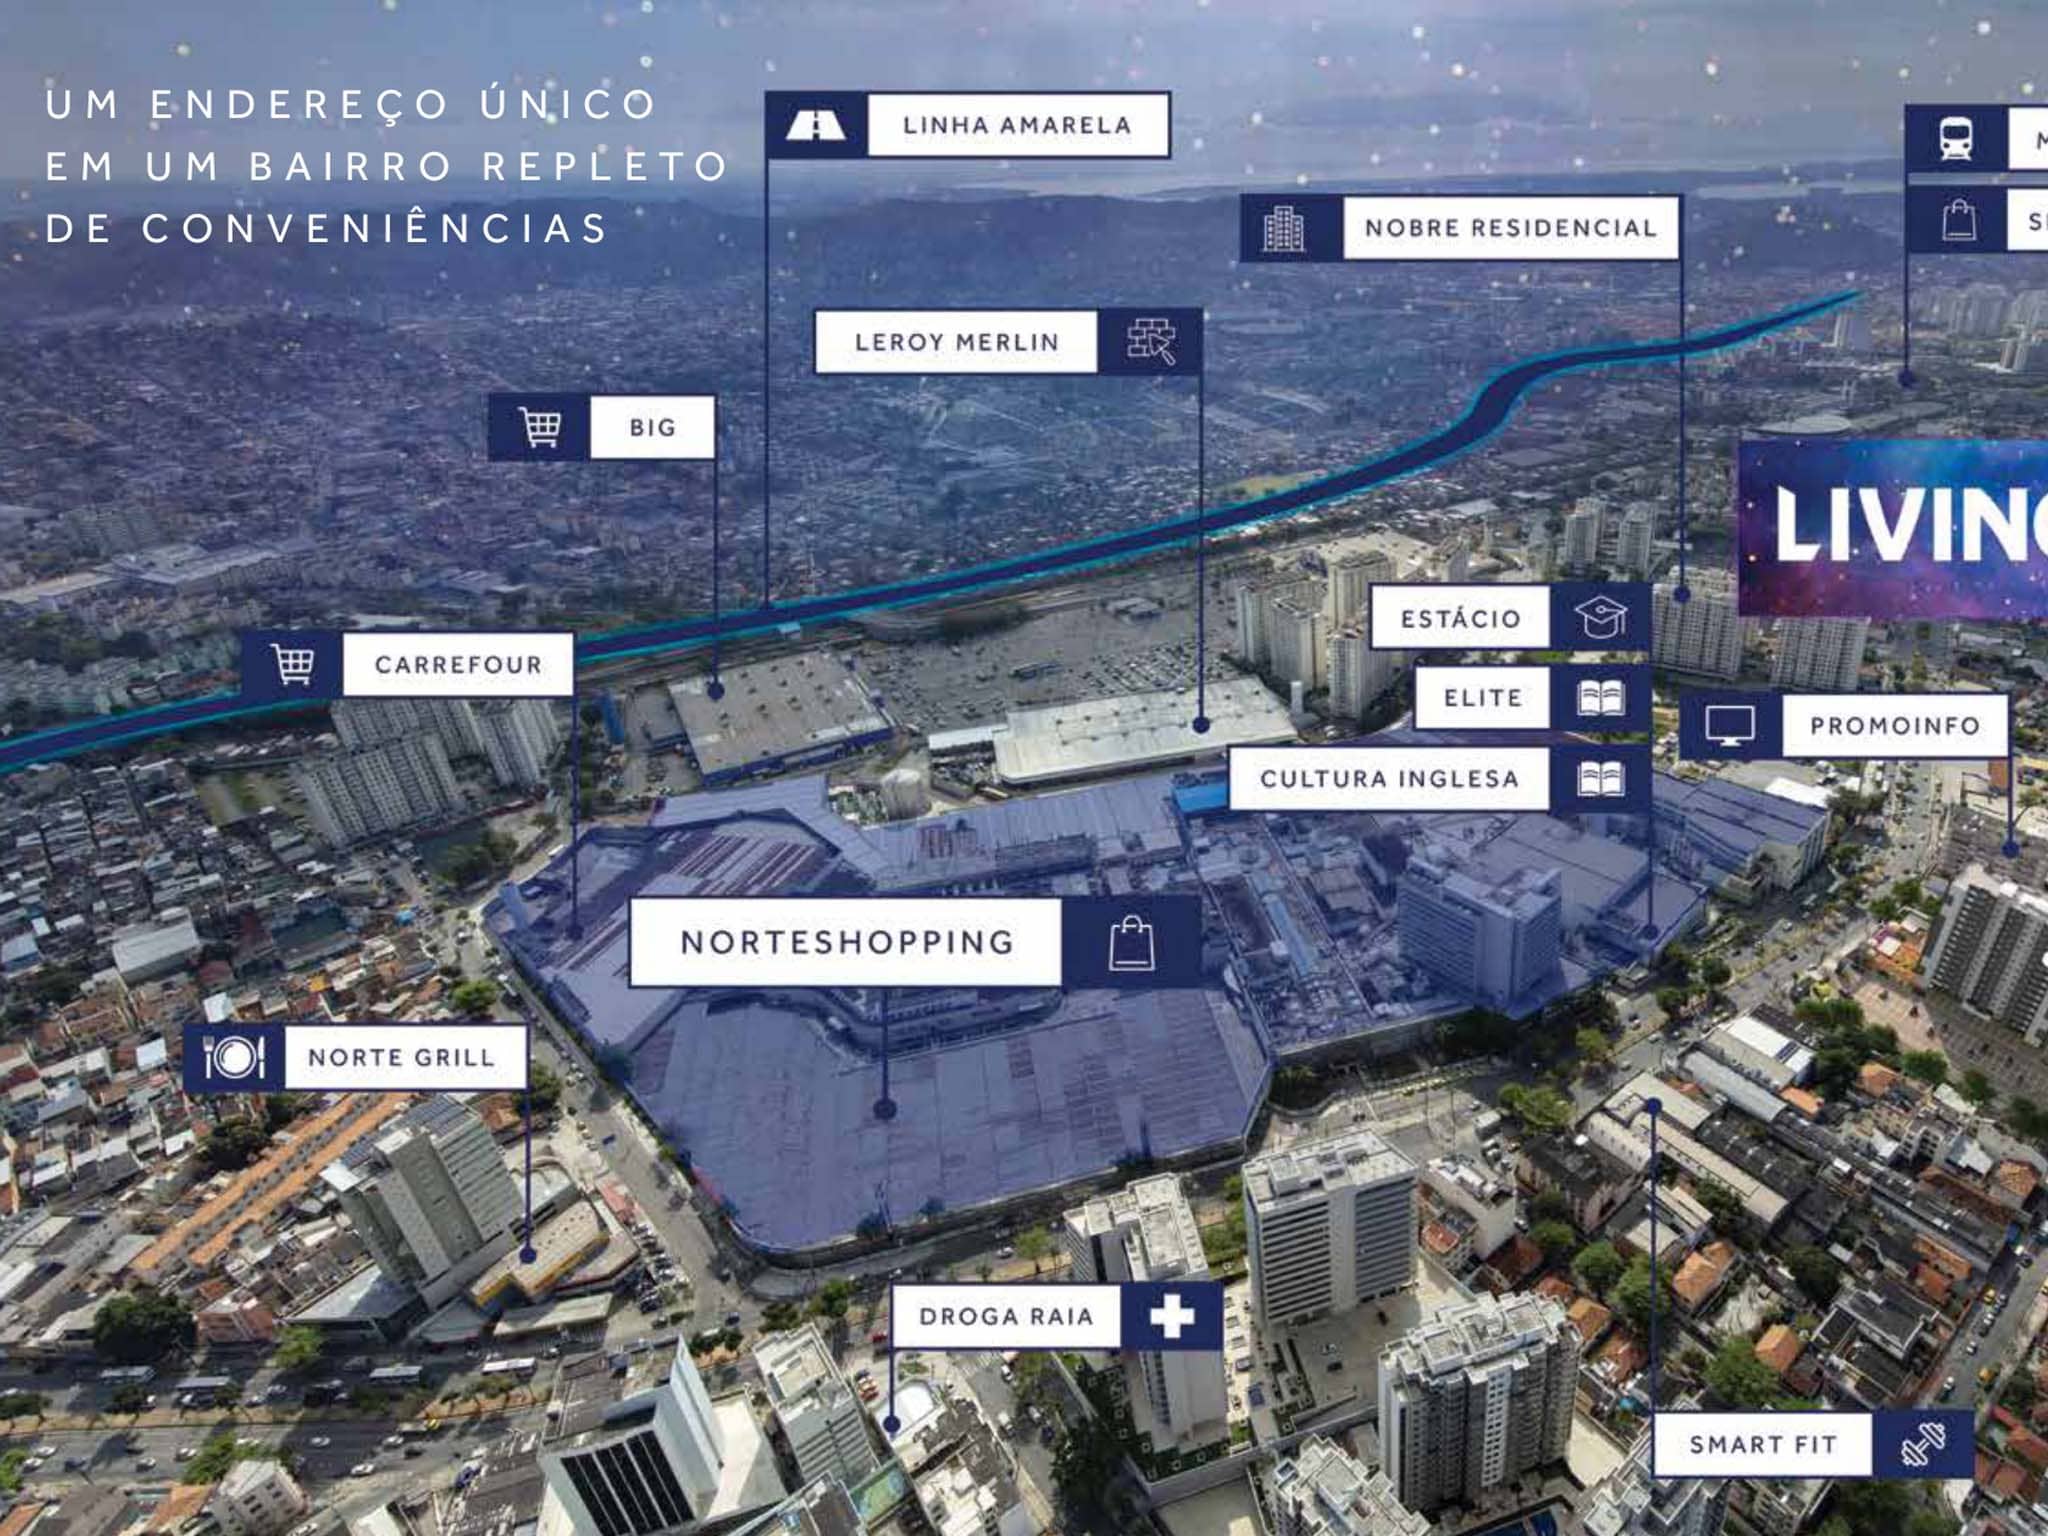 UM ENDEREÇO ÚNICO
EM UM BAIRRO REPLETO
DE CONVENIÊNCIAS
LINHA AMARELA
NOBRE RESIDENCIAL
LEROY MERLIN
BIG
ESTÁCIO
CARREFOUR
ELITE
PROMOINFO
CULTURA INGLESA
NORTESHOPPING
NORTE GRILL
DROGA RAIA
SMART FIT